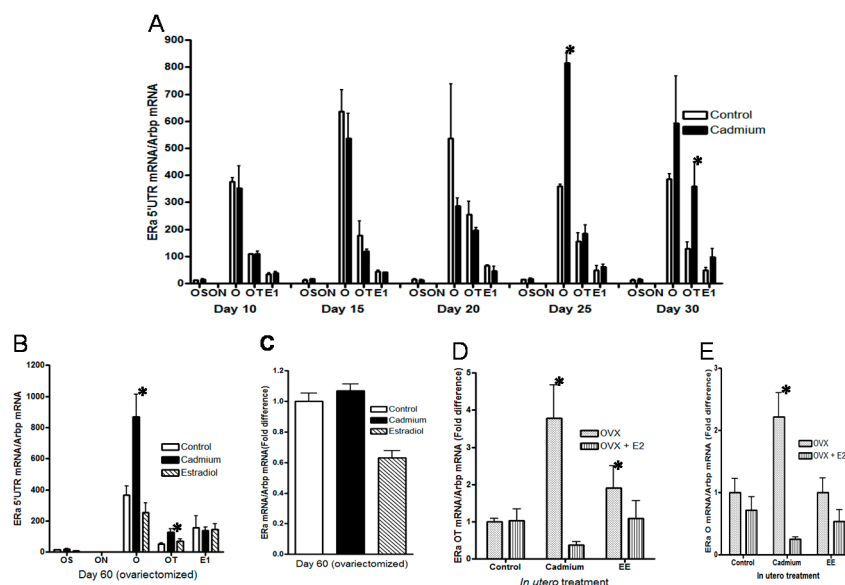 A
900
800
700
600
500
400
300
200
100
0
ERa 5'UTR mRNA/Arbp mRNA
*
*
Control
Cadmium
OSON O OTE1 OSON O OTE1 OSON O OTE1 OSON O OTE1 OSON O OTE1
Day 10 Day 15 Day 20 Day 25 Day 30
B
1200
1000
800
600
400
200
0
ERa 5'UTR mRNA/Arbp mRNA
*
*
Control
Cadmium
Estradiol
OS ON O OT E1
Day 60 (ovariectomized)
C
1.2
1.0
0.8
0.6
0.4
0.2
0.0
ERa mRNA/Arbp mRNA(Fold difference)
Control
Cadmium
Estradiol
Day 60 (ovariectomized)
D
5
4
3
2
1
0
ERa OT mRNA/Arbp mRNA (Fold difference)
*
*
OVX
OVX + E2
Control Cadmium EE
In utero treatment
E
3
2
1
0
ERa O mRNA/Arbp mRNA (Fold difference)
*
OVX
OVX + E2
Control Cadmium EE
In utero treatment